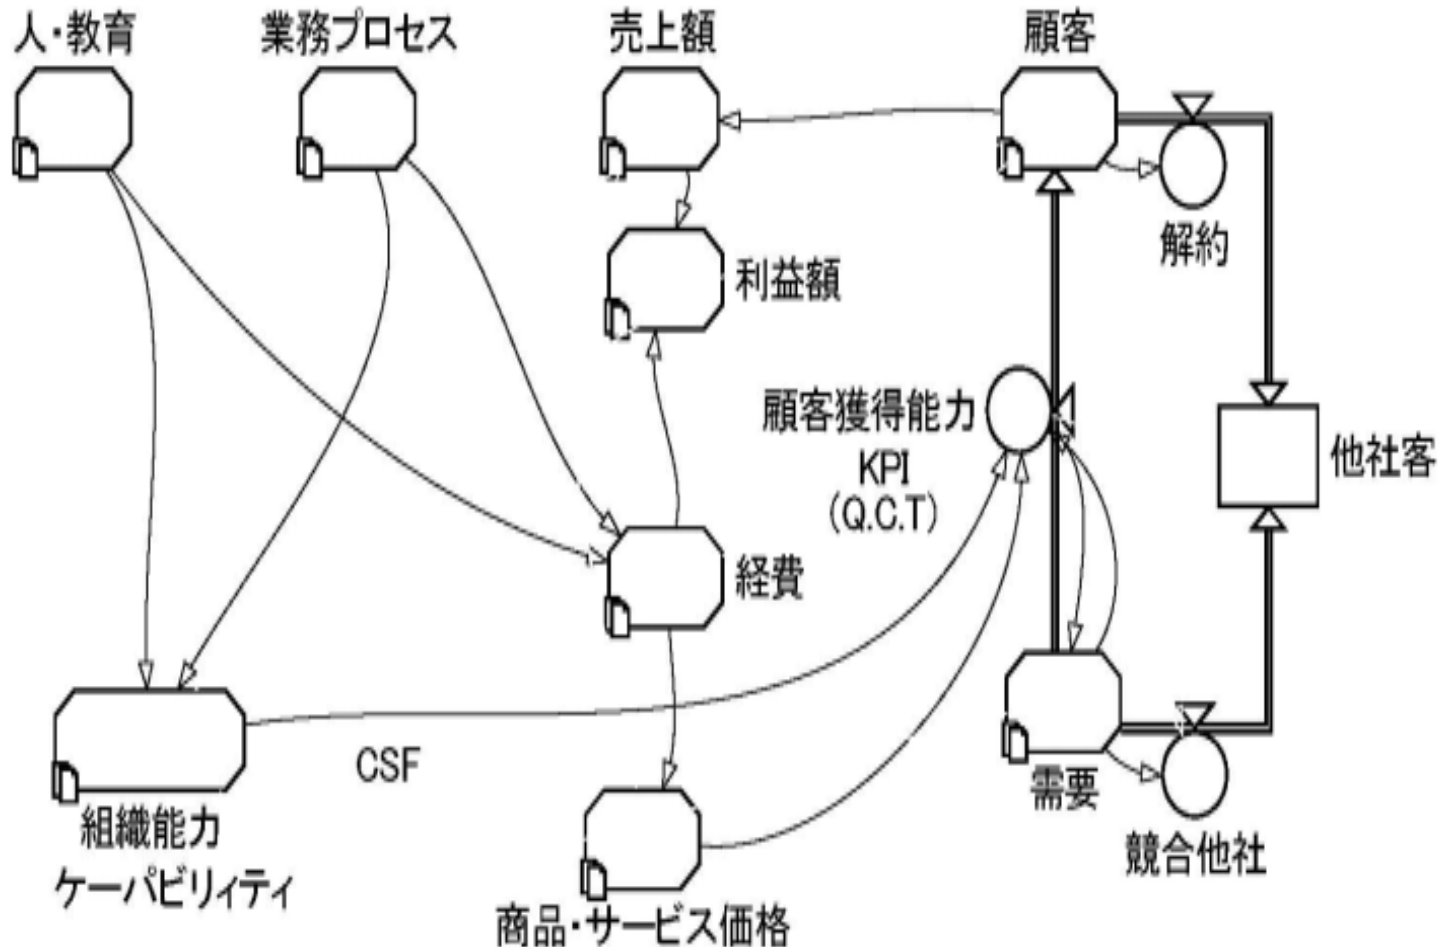 人・教育
業務プロセス
売上額
顧客
解約
利益額
顧客獲得能力
KPI
(Q.C.T)
他社客
経費
CSF
需要
組織能力
ケーパビリィティ
競合他社
商品・サービス価格